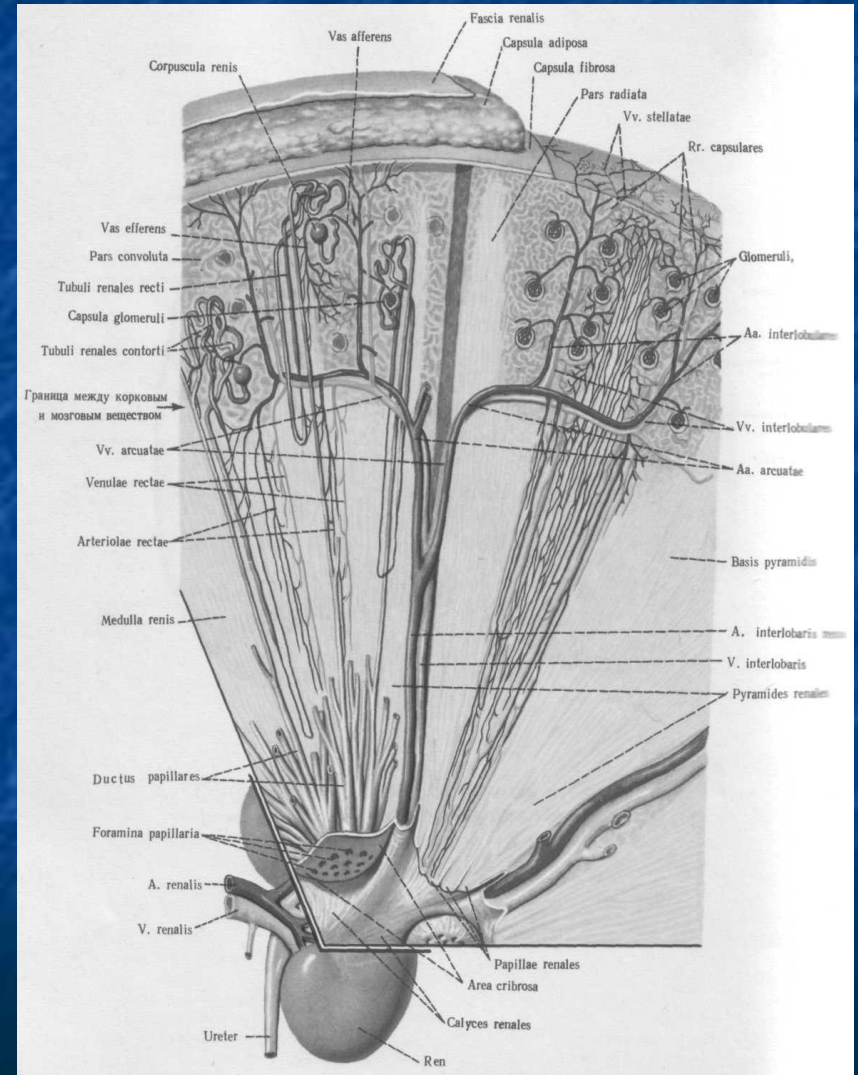 Fascia renalis
Vas afferens
Capsula adiposa
Corpuscula renis
Capsula fibrosa
Pars radiata
Vv. stellatae
Rr. capsulares
Vas efferens
Pars convoluta
Glomeruli,
Tubuli renales recti
Capsula glomeruli
Aa. interlobulares
Tubuli renales contorti
Граница между корковым
и мозговым веществом
Vv. interlobulares
Vv. arcuatae
Aa. arcuatae
Venulae rectae
Arteriolae rectae
Basis pyramidis
Medulla renis
A. interlobaris
V. interlobaris
Pyramides renales
Ductus papillares
Foramina papillaria
A. renalis
V. renalis
Papillae renales
Area cribrosa
Calyces renales
Ureter
Ren